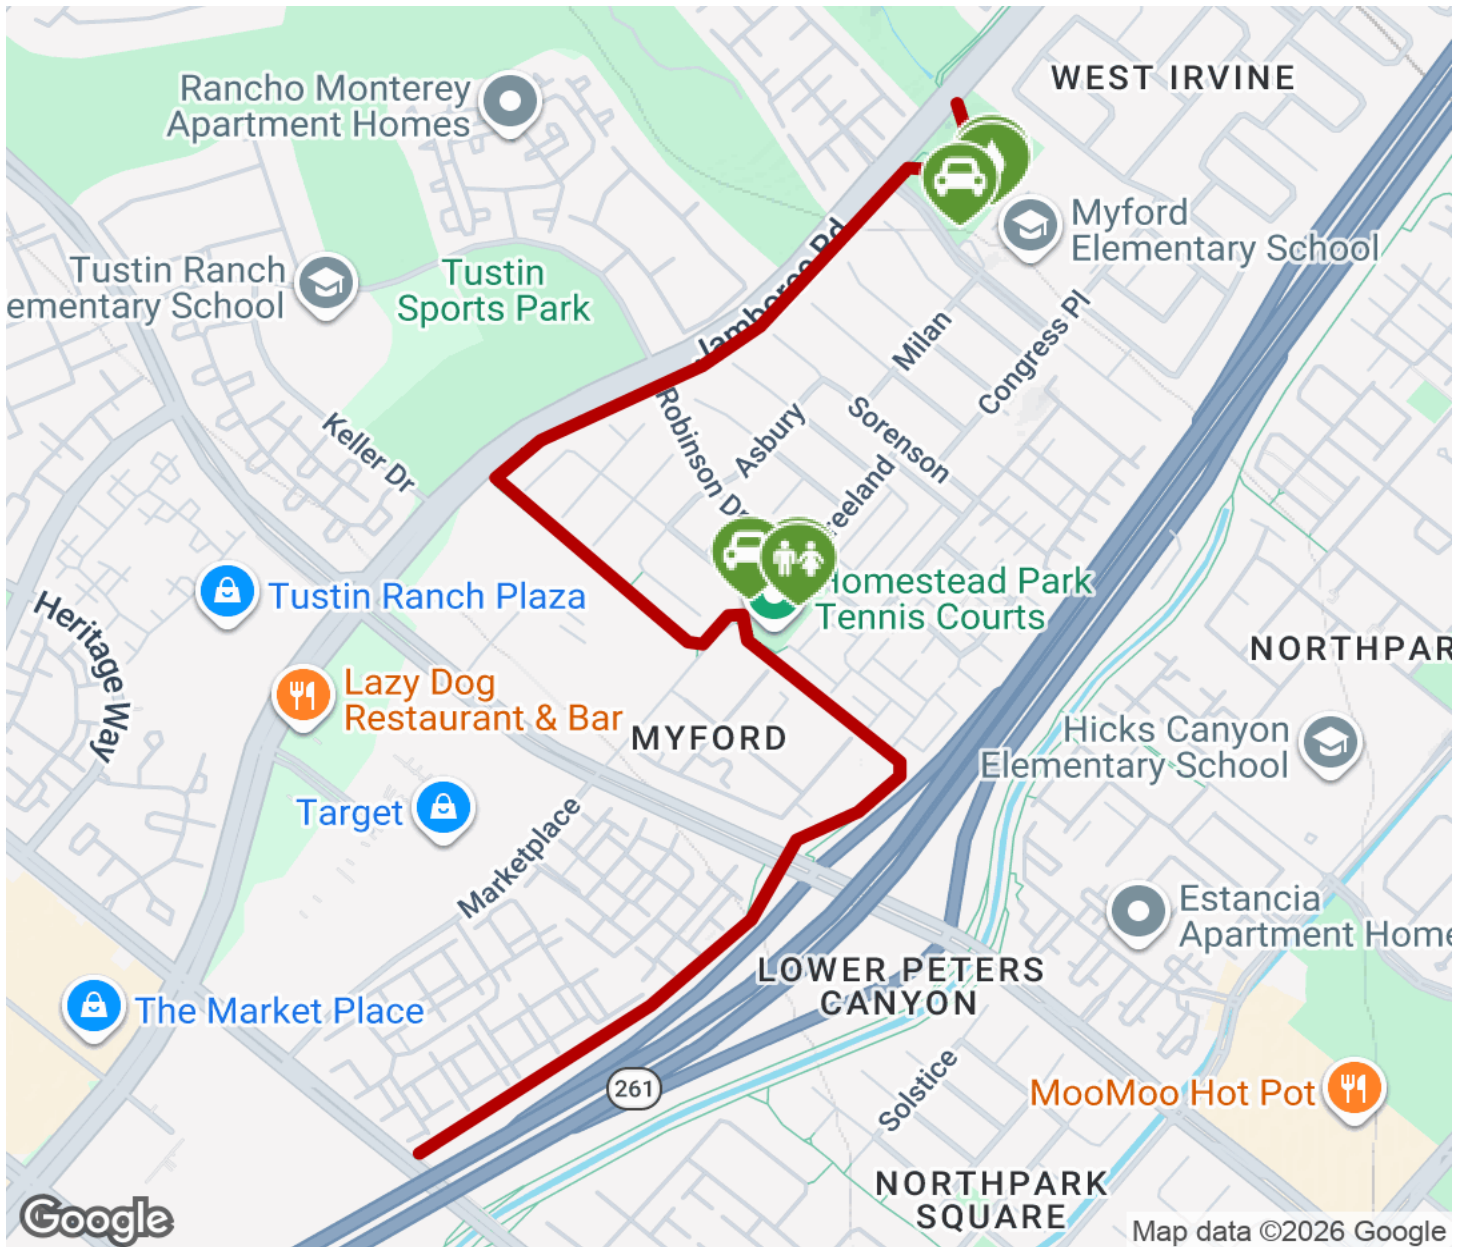 WEST IRVINE
Rancho Monterey
Apartment Homes
Myford
Elementary School
Tustin Ranch
ementary School
Tustin
Sports Park
Jamboree Rd
Milan
Congress Pl
Keller Dr
Robinson Dr
Asbury
Sorenson
eeland
Homestead Park
Tennis Courts
Tustin Ranch Plaza
Heritage Way
NORTHPAR
Lazy Dog
Restaurant & Bar
MYFORD
Hicks Canyon
Elementary School
Target
Marketplace
Estancia
Apartment Home
LOWER PETERS
CANYON
The Market Place
261
Solstice
MooMoo Hot Pot
NORTHPARK
SQUARE
Google
Map data ©2026 Google